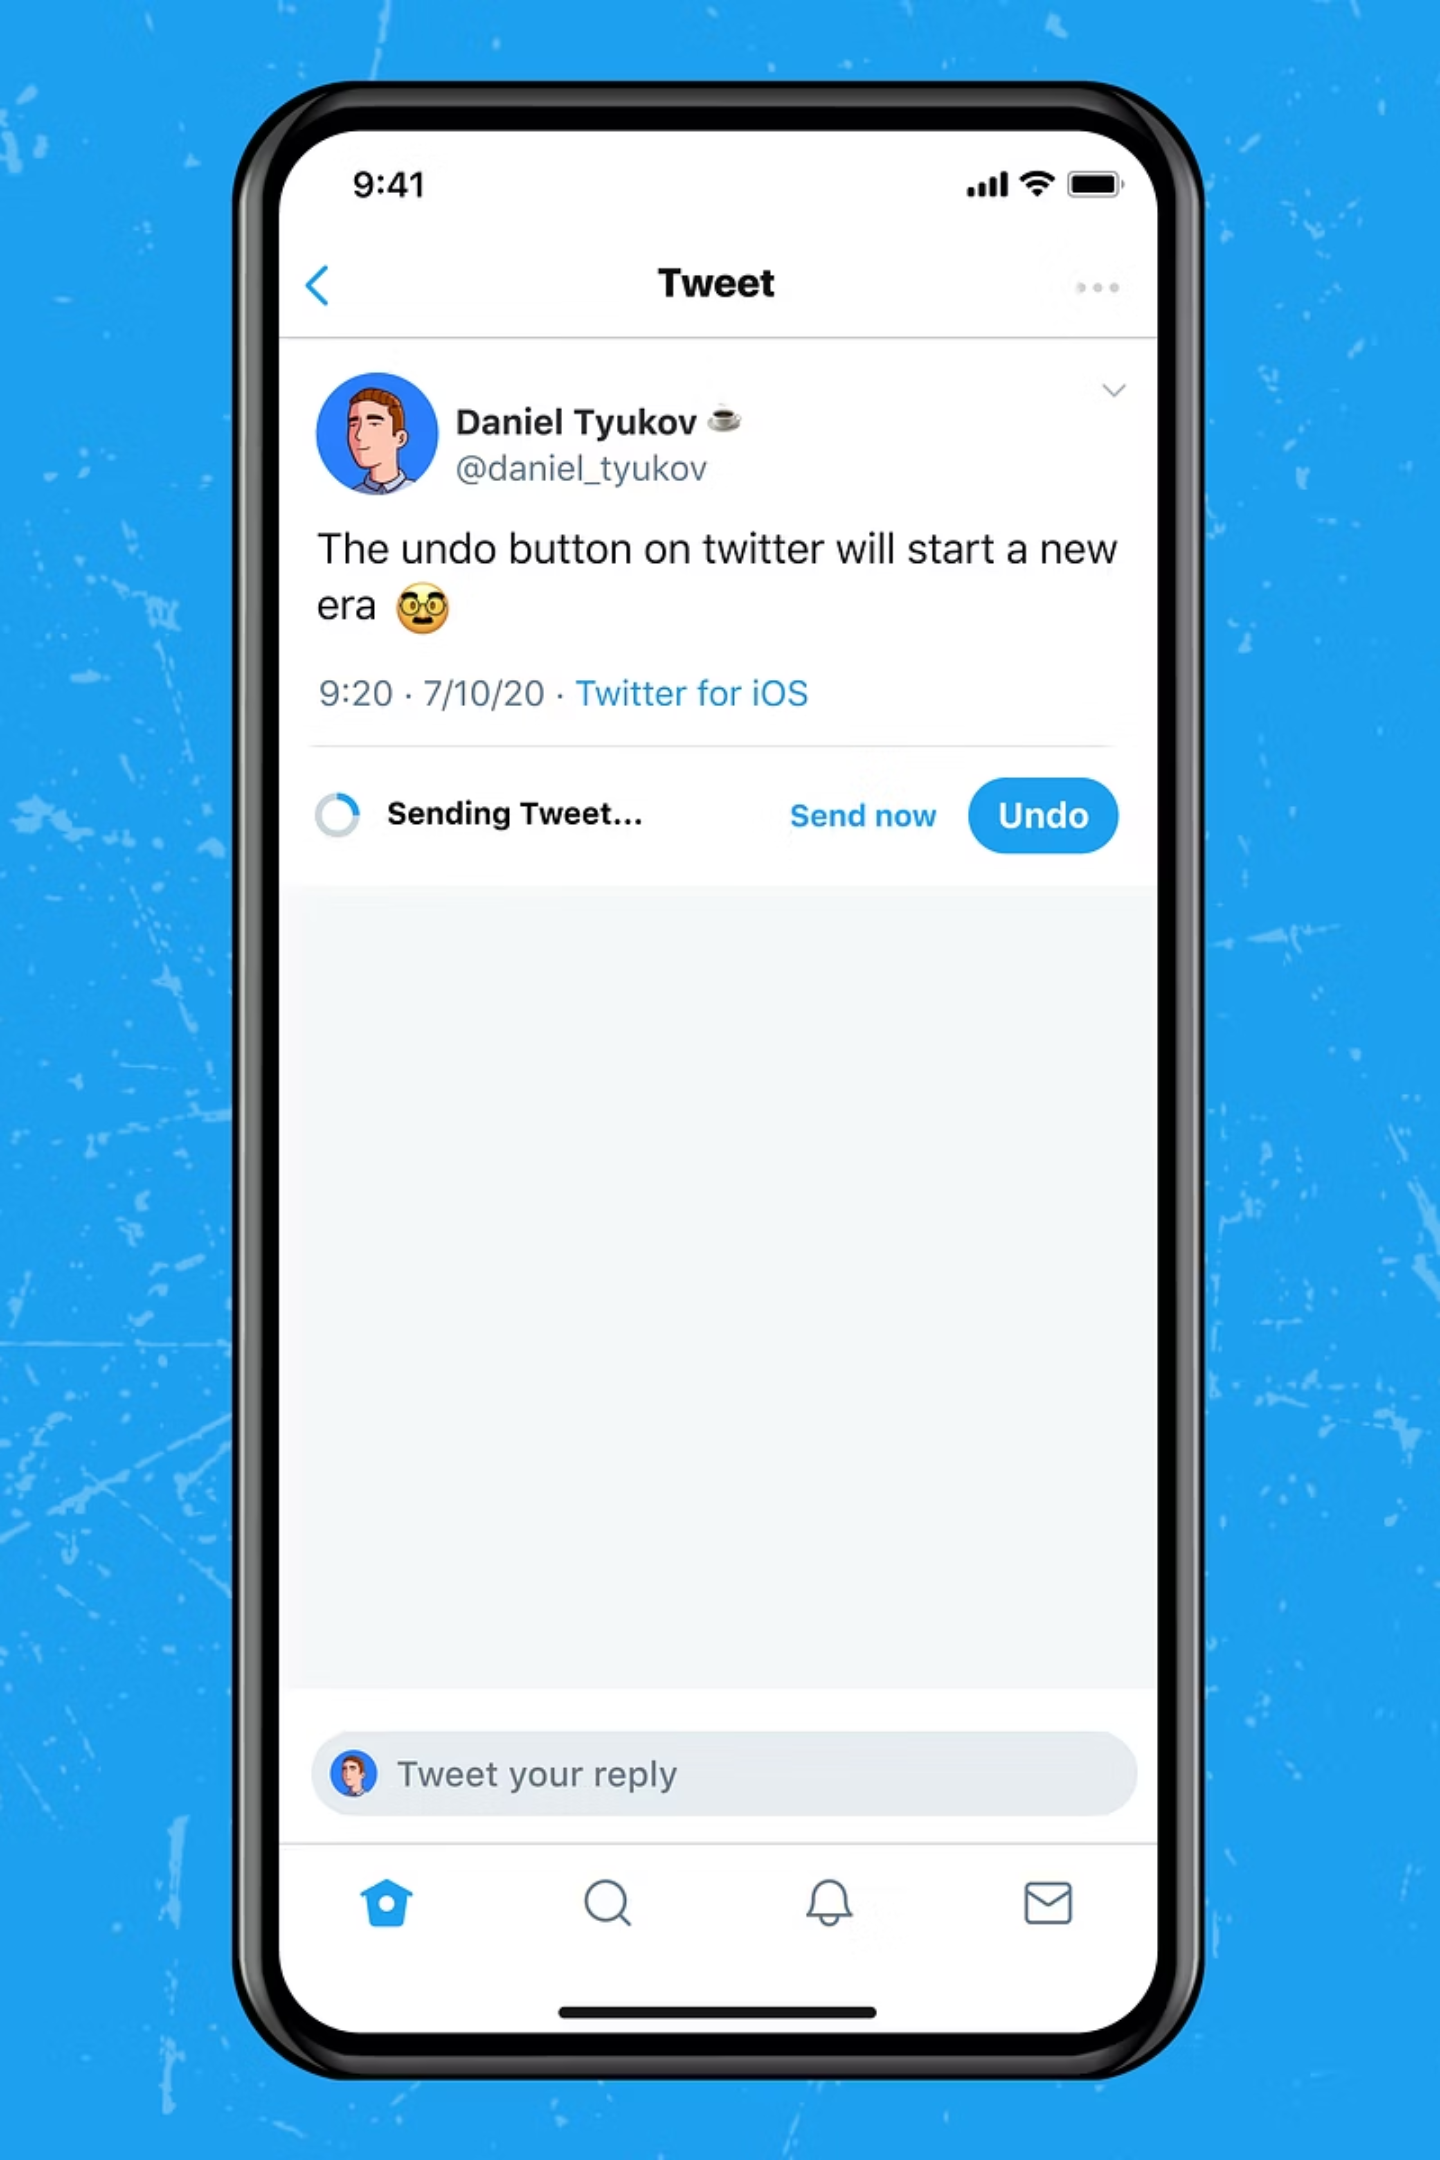 9:41
Tweet
Daniel Tyukov ☕
@daniel_tyukov
The undo button on twitter will start a new
era 🥸
9:20 · 7/10/20 · Twitter for iOS
Sending Tweet... Send now Undo
Tweet your reply